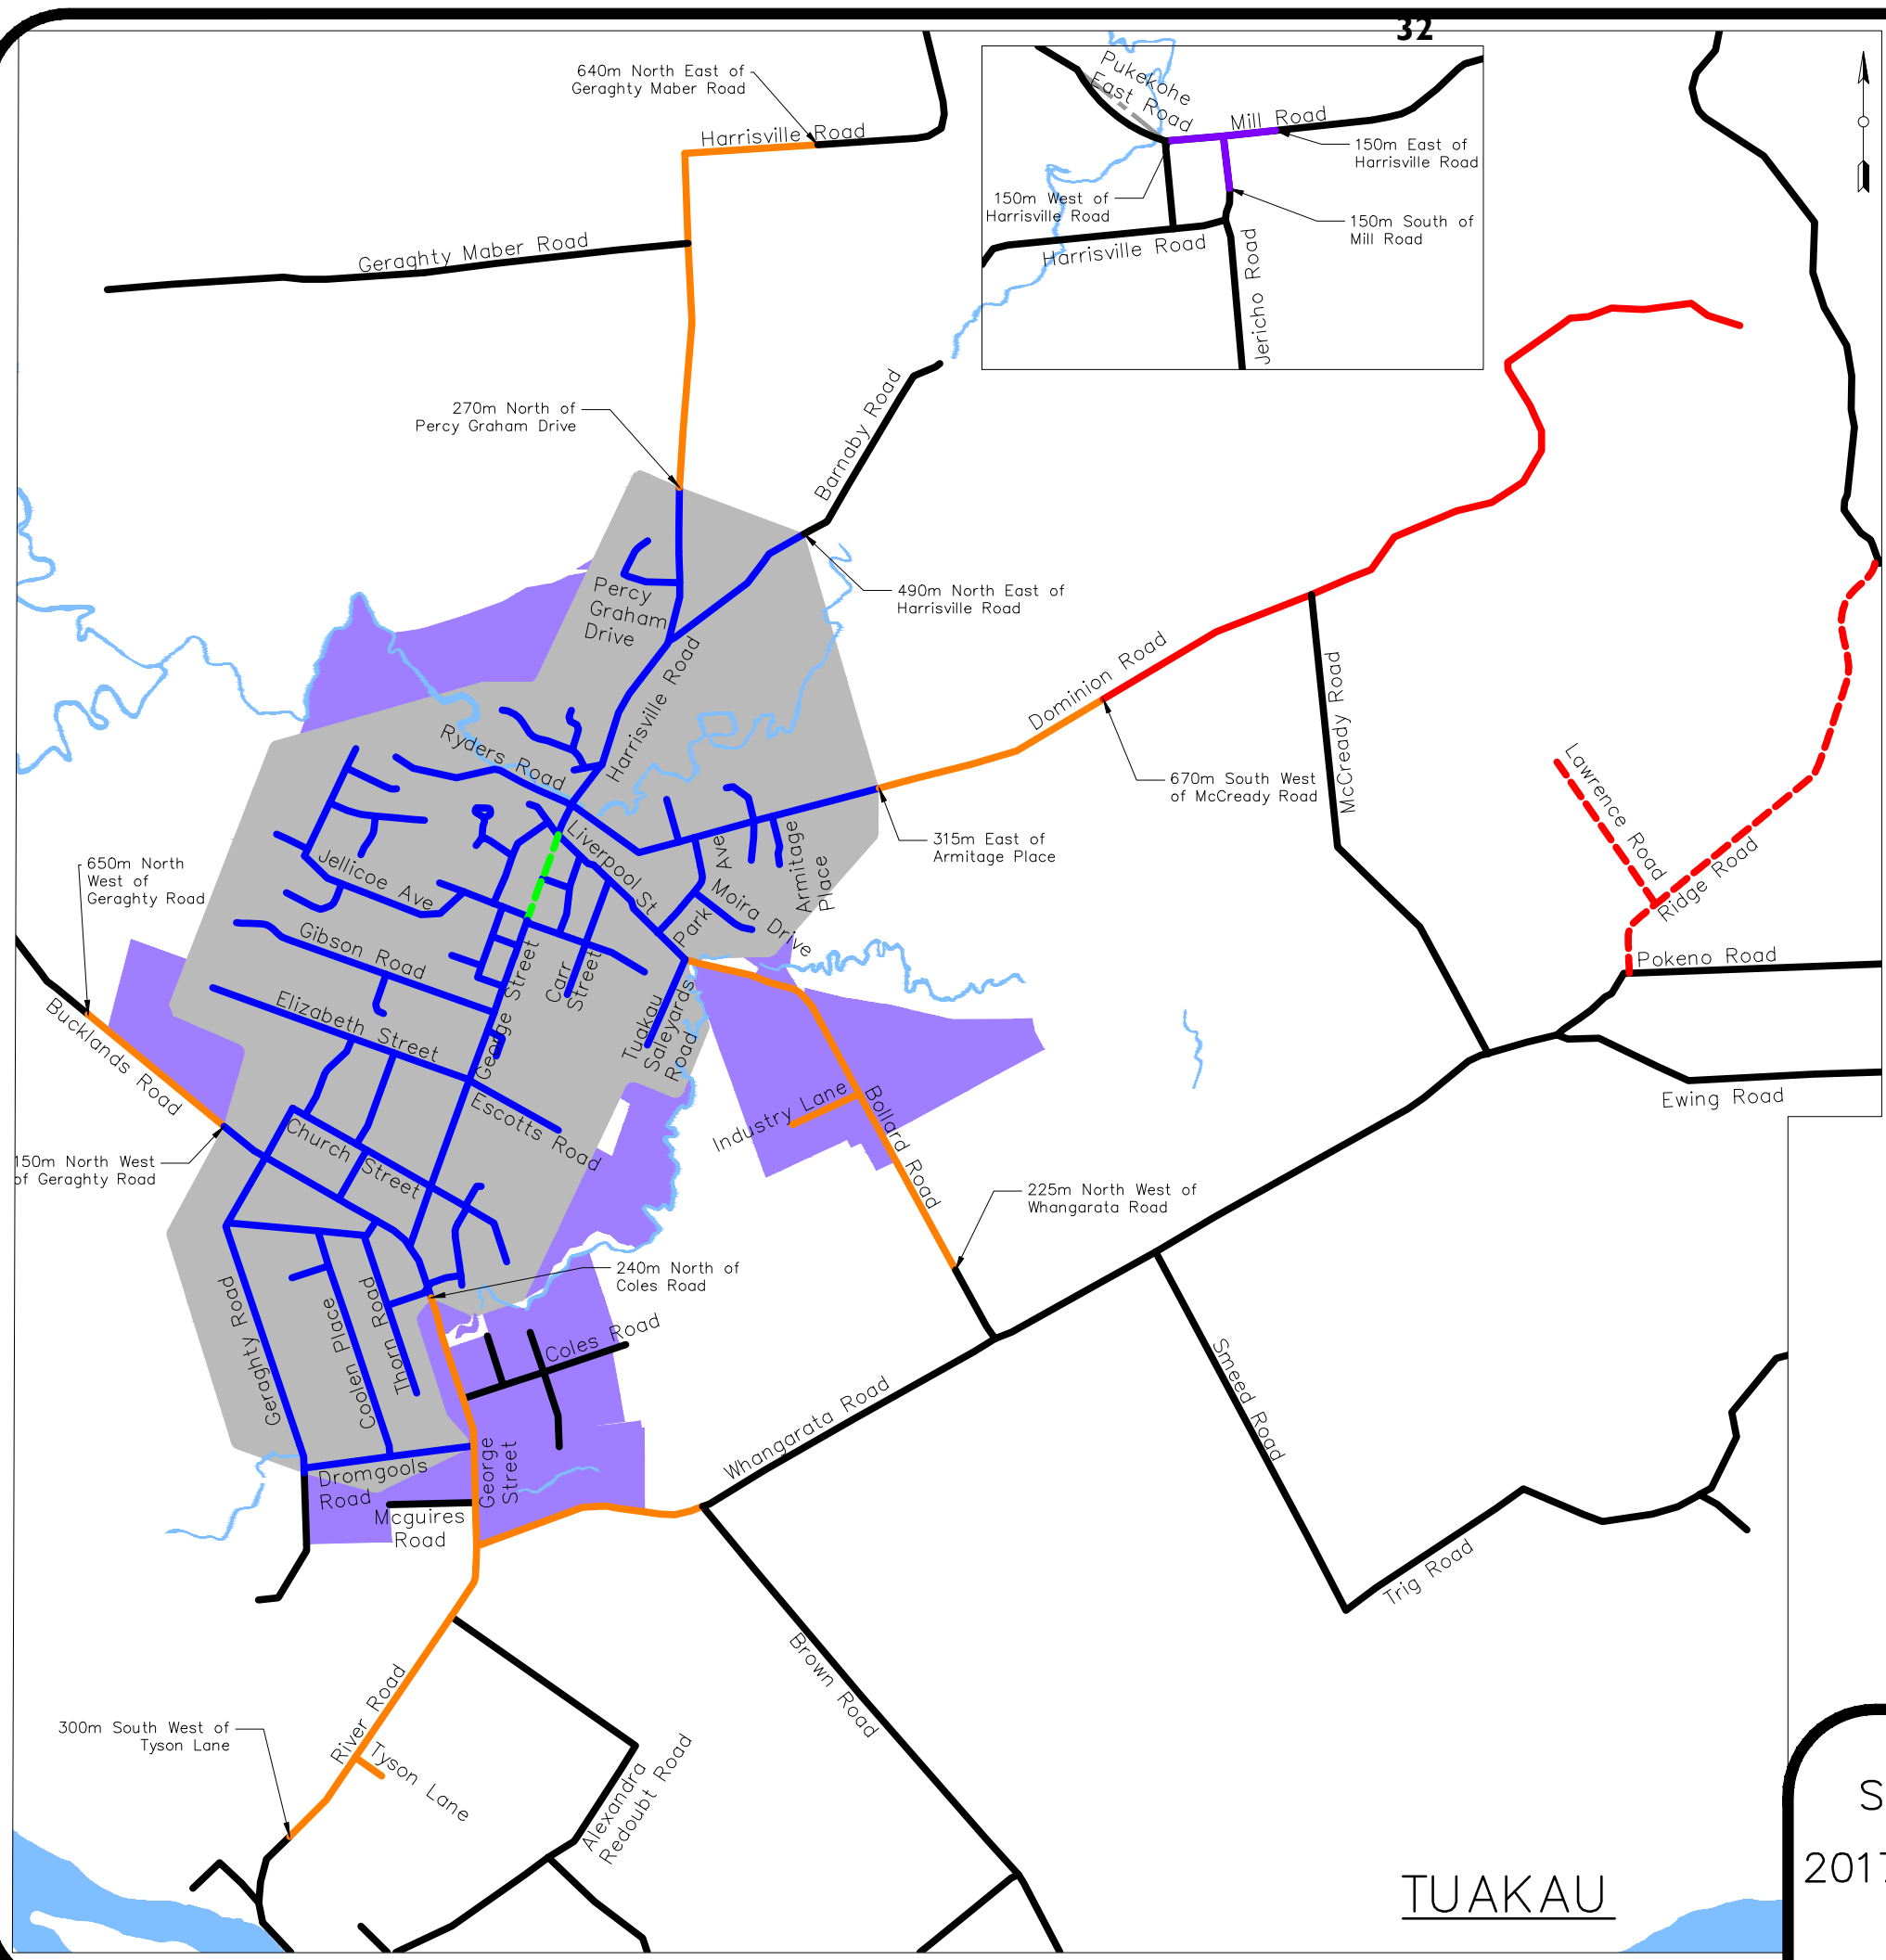 32
640m North East of
Geraghty Maber Road
Harrisville Road
Geraghty Maber Road
Pukekohe
East Road
Mill Road
150m East of
Harrisville Road
150m West of
Harrisville Road
150m South of
Mill Road
Harrisville Road
Jericho Road
270m North of
Percy Graham Drive
Barnaby Road
490m North East of
Harrisville Road
Percy
Graham
Drive
Harrisville Road
Ryders Road
Dominion Road
McCready Road
670m South West
of McCready Road
Lawrence Road
Ridge Road
315m East of
Armitage Place
650m North
West of
Geraghty Road
Jellicoe Ave
Liverpool St
Park Ave
Armitage
Place
Moira Drive
Gibson Road
Carr
Street
George Street
Elizabeth Street
Tuakau
Saleyards
Road
Pokeno Road
Bucklands Road
Escotts Road
Industry Lane
Bollard Road
Ewing Road
150m North West
of Geraghty Road
Church Street
225m North West of
Whangarata Road
240m North of
Coles Road
Geraghty Road
Coolen Place
Thorn Road
Coles Road
Smeed Road
Whangarata Road
Dromgools
Road
George
Street
Mcguires
Road
Trig Road
Brown Road
River Road
300m South West of
Tyson Lane
Tyson Lane
Alexandra
Redoubt Road
TUAKAU
S
2017